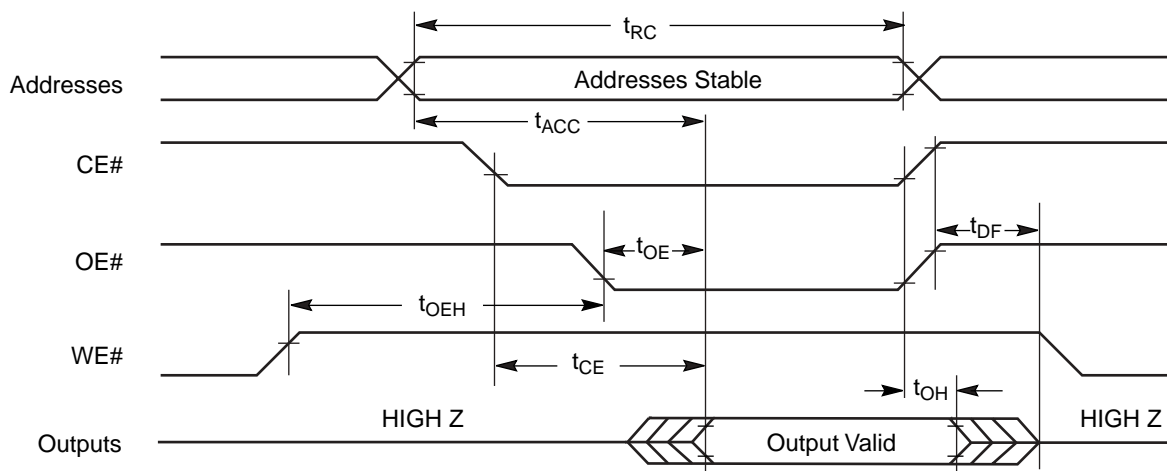 tRC
Addresses
Addresses Stable
tACC
CE#
tDF
OE#
tOE
tOEH
WE#
tCE
tOH
HIGH Z
HIGH Z
Outputs
Output Valid